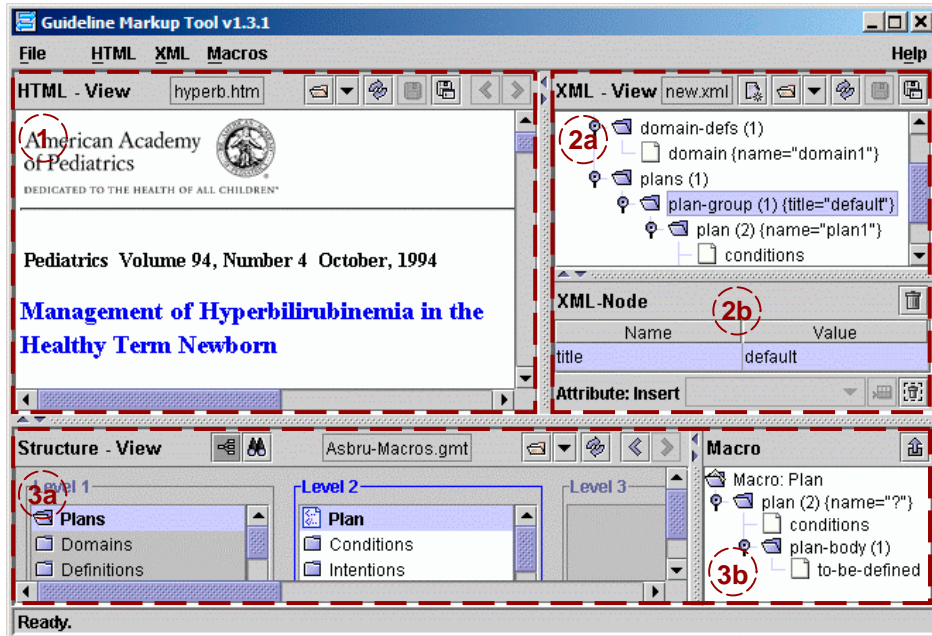 Guideline Markup Tool v1.3.1
File HTML XML Macros Help
HTML - View hyperb.htm
1
American Academy
of Pediatrics
DEDICATED TO THE HEALTH OF ALL CHILDREN™
Pediatrics Volume 94, Number 4 October, 1994
Management of Hyperbilirubinemia in the
Healthy Term Newborn
XML - View new.xml
2a
domain-defs (1)
domain {name="domain1"}
plans (1)
plan-group (1) {title="default"}
plan (2) {name="plan1"}
conditions
XML-Node
2b
Name Value
title default
Attribute: Insert
Structure - View Asbru-Macros.gmt
3a
Level 1
Plans
Domains
Definitions
Level 2
Plan
Conditions
Intentions
Level 3
Macro
Macro: Plan
plan (2) {name="?"}
conditions
plan-body (1)
to-be-defined
3b
Ready.